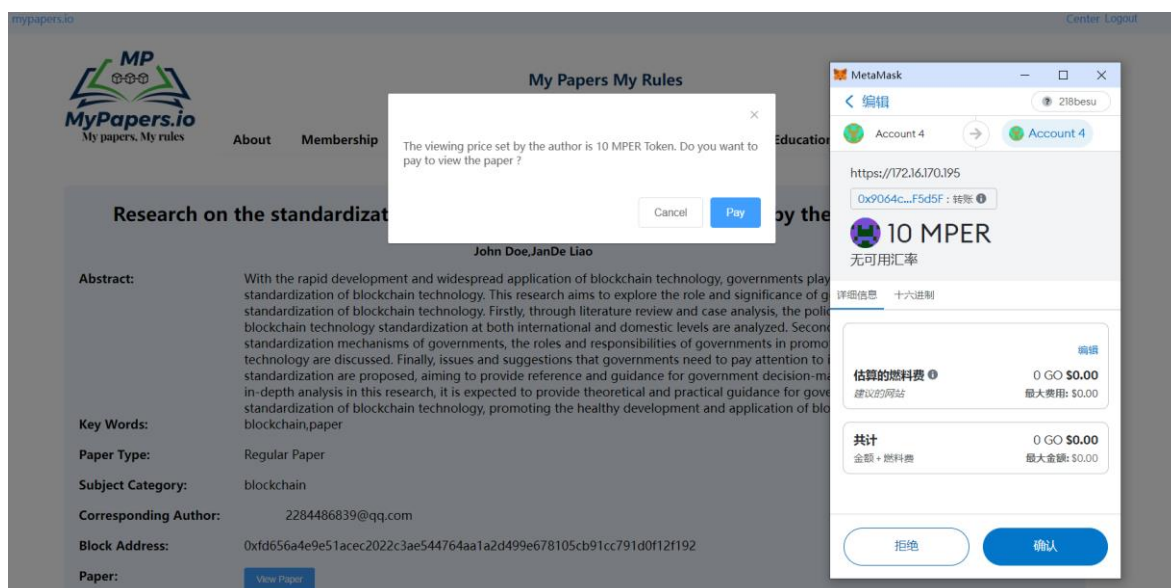 mypapers.io
Center Logout
MP
MyPapers.io
My papers, My rules
My Papers My Rules
About Membership
Education
The viewing price set by the author is 10 MPER Token. Do you want to
pay to view the paper ?
Cancel Pay
Research on the standardizat
by the
John Doe,JanDe Liao
Abstract:
With the rapid development and widespread application of blockchain technology, governments play
standardization of blockchain technology. This research aims to explore the role and significance of g
standardization of blockchain technology. Firstly, through literature review and case analysis, the polic
blockchain technology standardization at both international and domestic levels are analyzed. Second
standardization mechanisms of governments, the roles and responsibilities of governments in promo
technology are discussed. Finally, issues and suggestions that governments need to pay attention to i
standardization are proposed, aiming to provide reference and guidance for government decision-ma
in-depth analysis in this research, it is expected to provide theoretical and practical guidance for gove
standardization of blockchain technology, promoting the healthy development and application of blo
Key Words: blockchain,paper
Paper Type: Regular Paper
Subject Category: blockchain
Corresponding Author: 2284486839@qq.com
Block Address: 0xfd656a4e9e51acec2022c3ae544764aa1a2d499e678105cb91cc791d0f12f192
Paper: View Paper
MetaMask
编辑 218besu
Account 4 Account 4
https://172.16.170.195
0x9064c...F5d5F : 转账
10 MPER
无可用汇率
详细信息 十六进制
编辑
估算的燃料费 0 GO $0.00
建议的网站 最大费用: $0.00
共计 0 GO $0.00
金额 + 燃料费 最大金额: $0.00
拒绝 确认